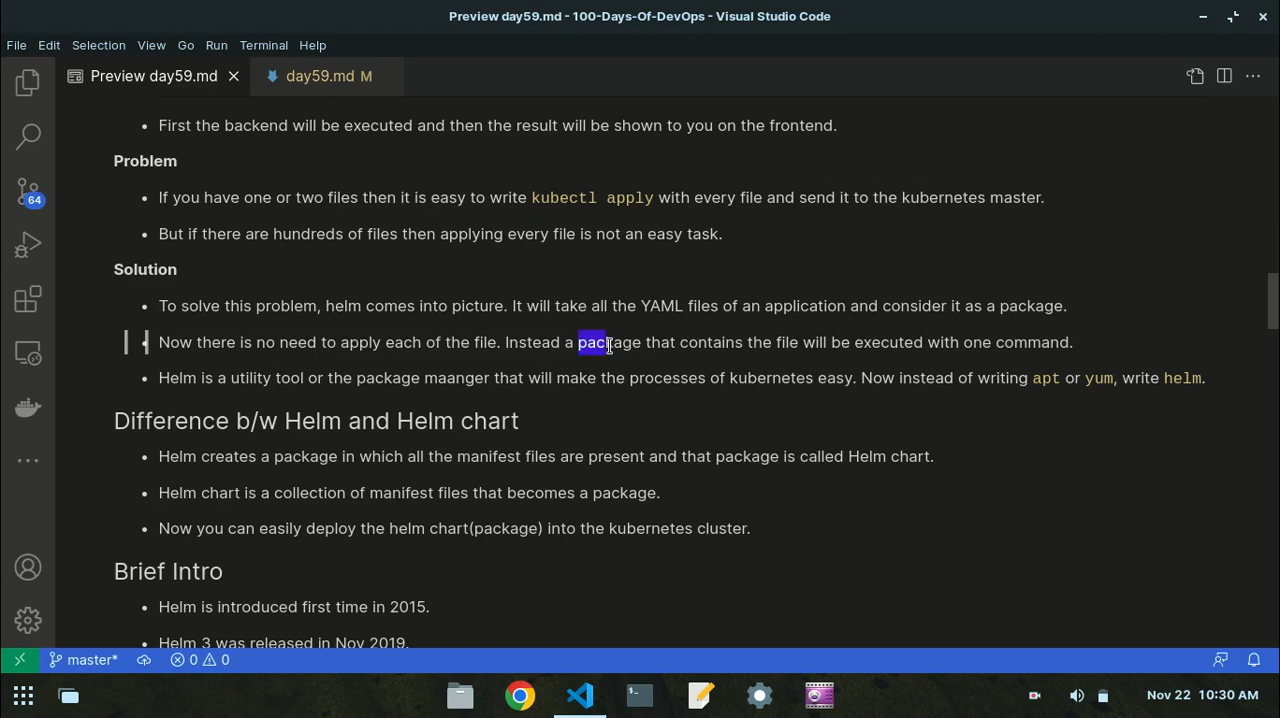 Preview day59.md - 100-Days-Of-DevOps - Visual Studio Code
File Edit Selection View Go Run Terminal Help
Preview day59.md day59.md M
First the backend will be executed and then the result will be shown to you on the frontend.
Problem
If you have one or two files then it is easy to write kubectl apply with every file and send it to the kubernetes master.
But if there are hundreds of files then applying every file is not an easy task.
64
Solution
To solve this problem, helm comes into picture. It will take all the YAML files of an application and consider it as a package.
Now there is no need to apply each of the file. Instead a package that contains the file will be executed with one command.
Helm is a utility tool or the package maanger that will make the processes of kubernetes easy. Now instead of writing apt or yum, write helm.
Difference b/w Helm and Helm chart
Helm creates a package in which all the manifest files are present and that package is called Helm chart.
Helm chart is a collection of manifest files that becomes a package.
Now you can easily deploy the helm chart(package) into the kubernetes cluster.
Brief Intro
Helm is introduced first time in 2015.
Helm 3 was released in Nov 2019.
master* 0 0
Nov 22 10:30 AM